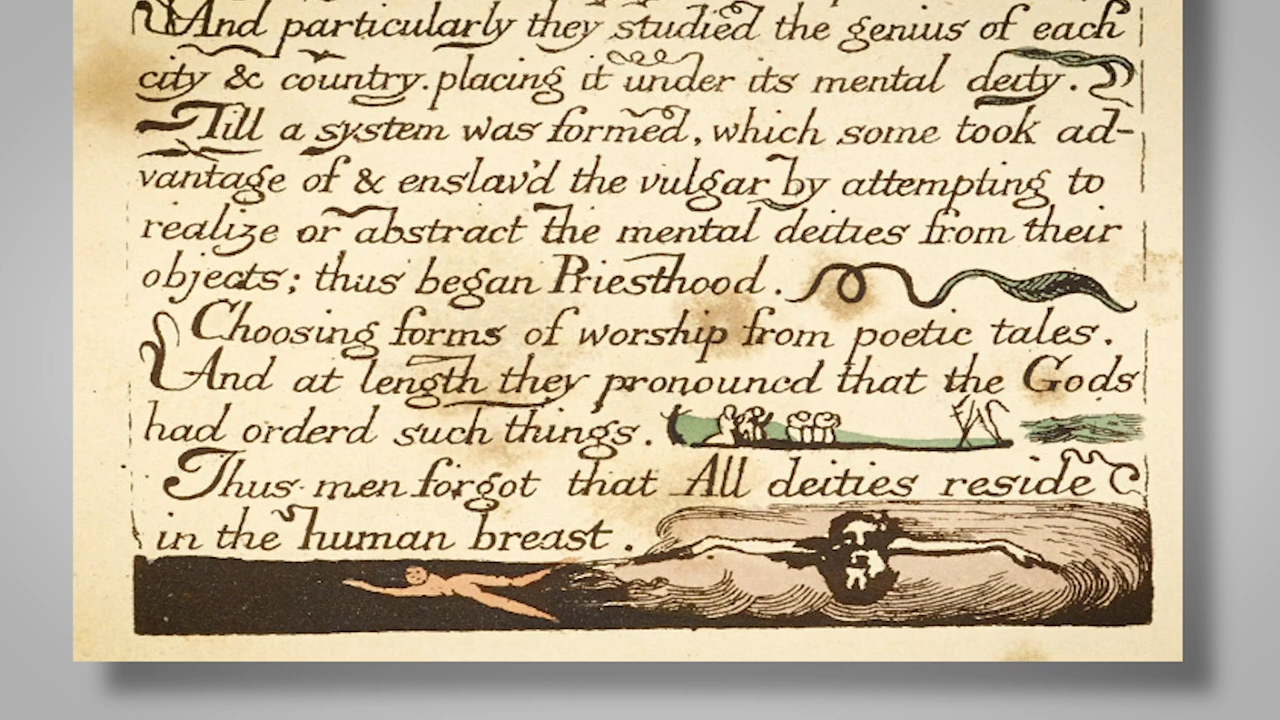 And particularly they studied the genius of each
city & country. placing it under its mental deity.
Till a system was formed, which some took ad-
vantage of & enslav'd the vulgar by attempting to
realize or abstract the mental deities from their
objects; thus began Priesthood.
Choosing forms of worship from poetic tales.
And at length they pronouncd that the Gods
had orderd such things.
Thus men forgot that All deities reside
in the human breast.